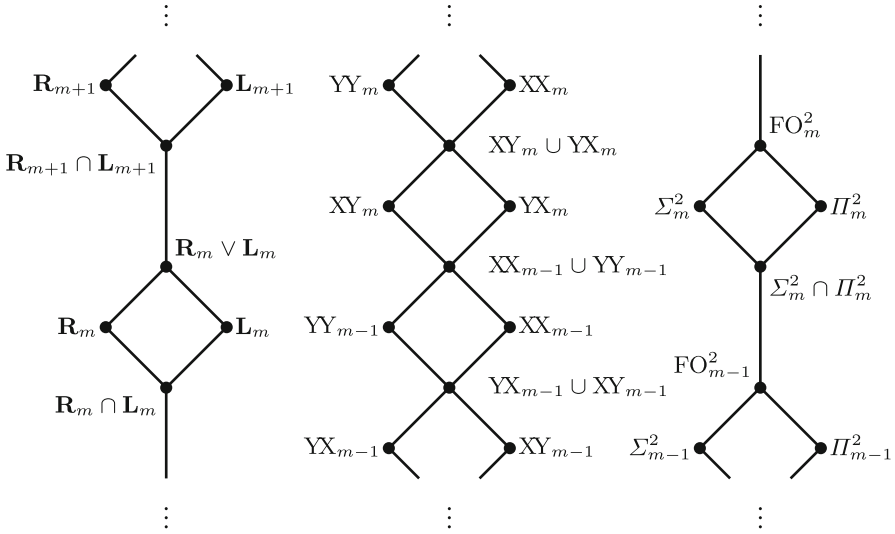 ⋮ ⋮ ⋮
R_{m+1} L_{m+1} YY_m XX_m
FO^2_m
R_{m+1} ∩ L_{m+1} XY_m ∪ YX_m
XY_m YX_m Σ^2_m Π^2_m
R_m ∨ L_m XX_{m−1} ∪ YY_{m−1} Σ^2_m ∩ Π^2_m
R_m L_m YY_{m−1} XX_{m−1}
FO^2_{m−1}
R_m ∩ L_m YX_{m−1} ∪ XY_{m−1}
YX_{m−1} XY_{m−1} Σ^2_{m−1} Π^2_{m−1}
⋮ ⋮ ⋮